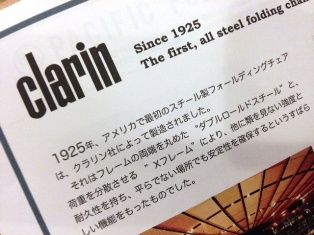 clarin
Since 1925
The first, all steel folding chair
1925年、アメリカで最初のスチール製フォールディングチェア
は、クラリン社によって製造されました。
それはフレームの両端を丸めた“ダブルロールドスチール”と、
荷重を分散させる“Xフレーム”により、他に類を見ない強度と
耐久性を持ち、平らでない場所でも安定性を確保するというすばら
しい機能をもったものでした。